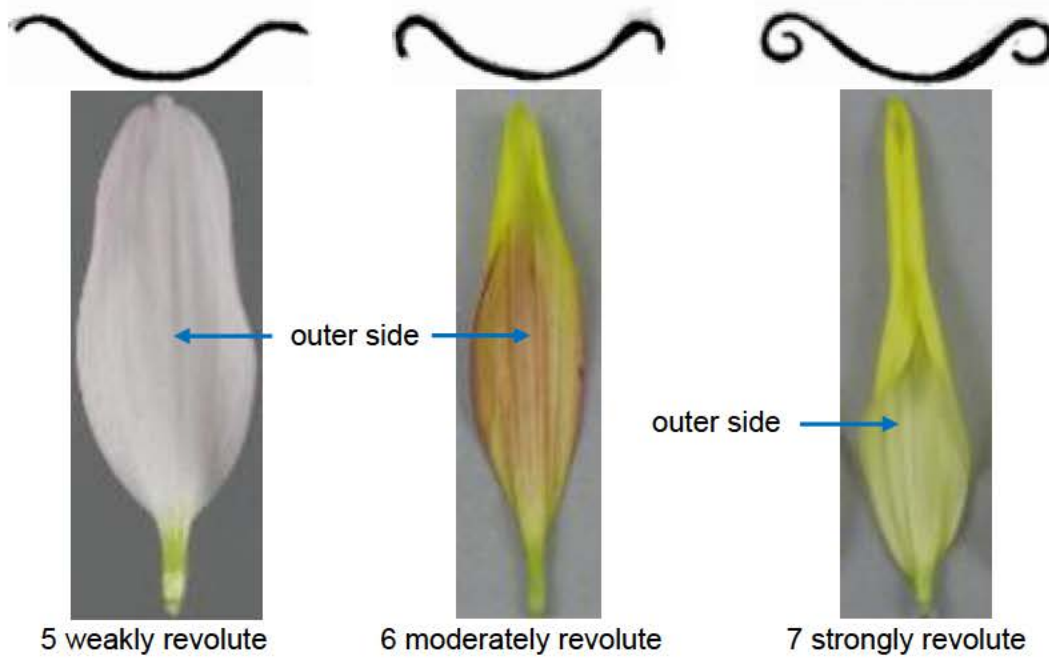 outer side
outer side
5 weakly revolute
6 moderately revolute
7 strongly revolute